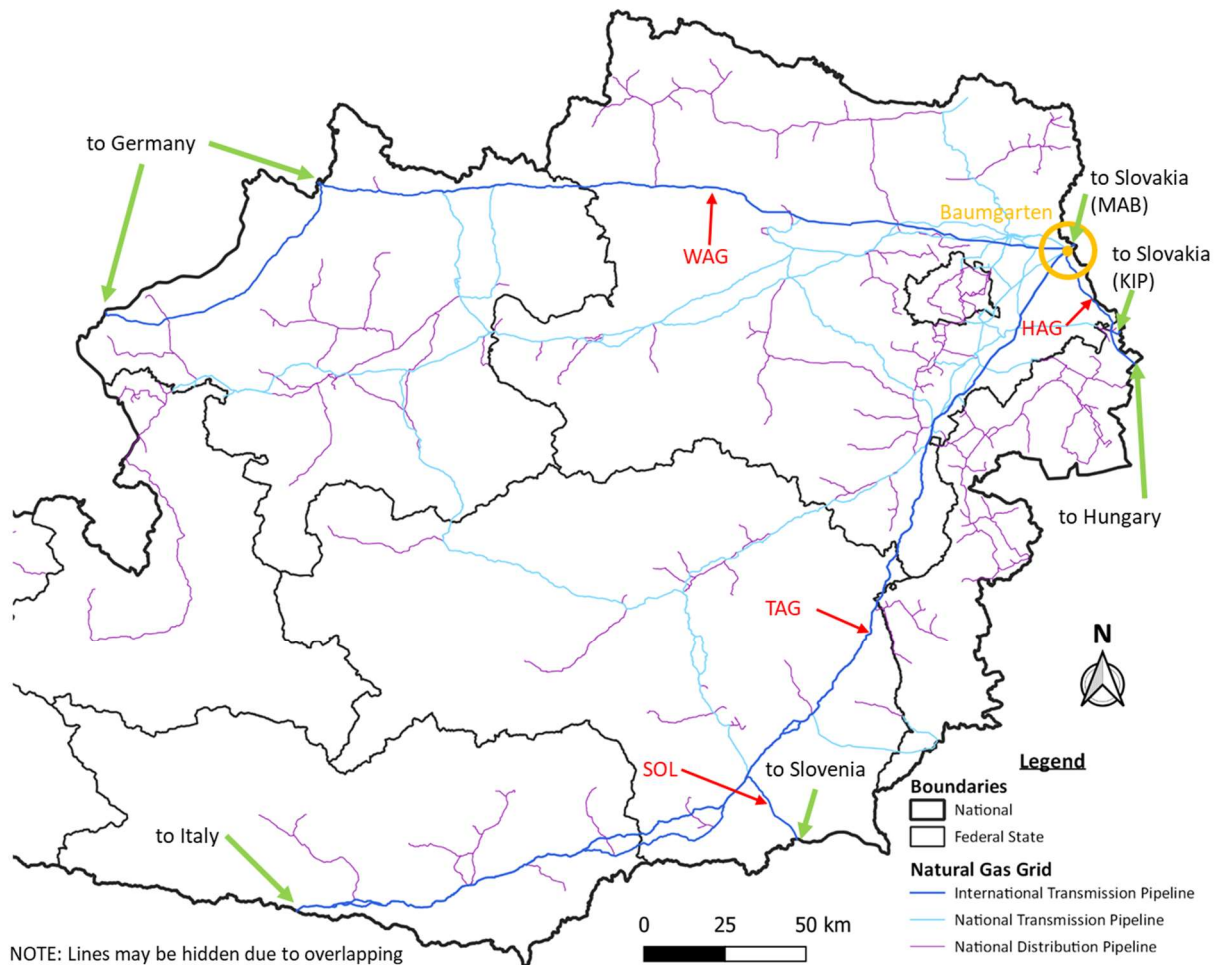 to Germany
to Slovakia
(MAB)
Baumgarten
WAG
to Slovakia
(KIP)
HAG
to Hungary
TAG
N
SOL
to Slovenia
to Italy
Legend
Boundaries
National
Federal State
Natural Gas Grid
International Transmission Pipeline
National Transmission Pipeline
National Distribution Pipeline
0 25 50 km
NOTE: Lines may be hidden due to overlapping